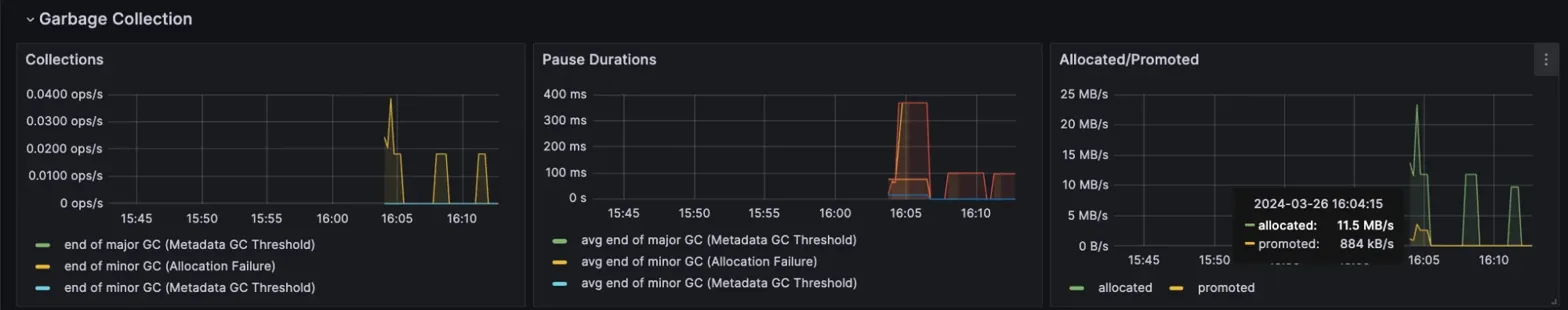 Garbage Collection
Collections
0.0400 ops/s
0.0300 ops/s
0.0200 ops/s
0.0100 ops/s
0 ops/s
15:45 15:50 15:55 16:00 16:05 16:10
end of major GC (Metadata GC Threshold)
end of minor GC (Allocation Failure)
end of minor GC (Metadata GC Threshold)
Pause Durations
400 ms
300 ms
200 ms
100 ms
0 s
15:45 15:50 15:55 16:00 16:05 16:10
avg end of major GC (Metadata GC Threshold)
avg end of minor GC (Allocation Failure)
avg end of minor GC (Metadata GC Threshold)
Allocated/Promoted
25 MB/s
20 MB/s
15 MB/s
10 MB/s
5 MB/s
0 B/s
2024-03-26 16:04:15
allocated: 11.5 MB/s
promoted: 884 kB/s
15:45 15:50 16:05 16:10
allocated promoted